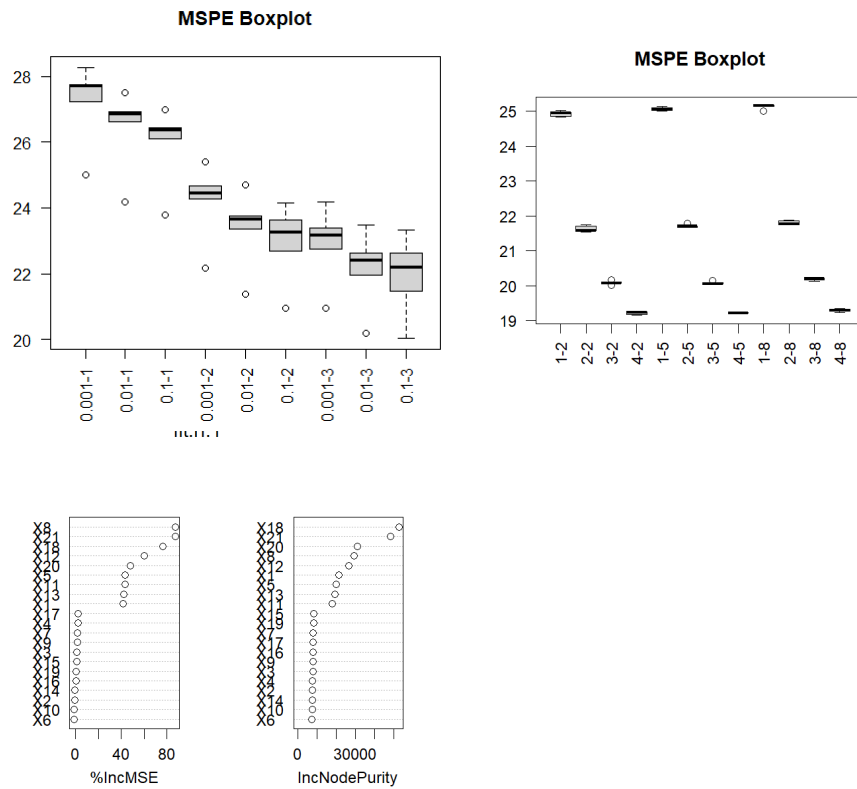 MSPE Boxplot
28
26
24
22
20
0.001-1
0.01-1
0.1-1
0.001-2
0.01-2
0.1-2
0.001-3
0.01-3
0.1-3
MSPE Boxplot
25
24
23
22
21
20
19
1-2
2-2
3-2
4-2
1-5
2-5
3-5
4-5
1-8
2-8
3-8
4-8
X8
X21
X18
X12
X20
X5
X13
X17
X4
X7
X9
X3
X15
X19
X16
X14
X2
X10
X6
0 40 80
%IncMSE
X18
X21
X20
X8
X12
X1
X5
X13
X11
X15
X19
X7
X17
X16
X9
X3
X4
X2
X14
X10
X6
0 30000
IncNodePurity